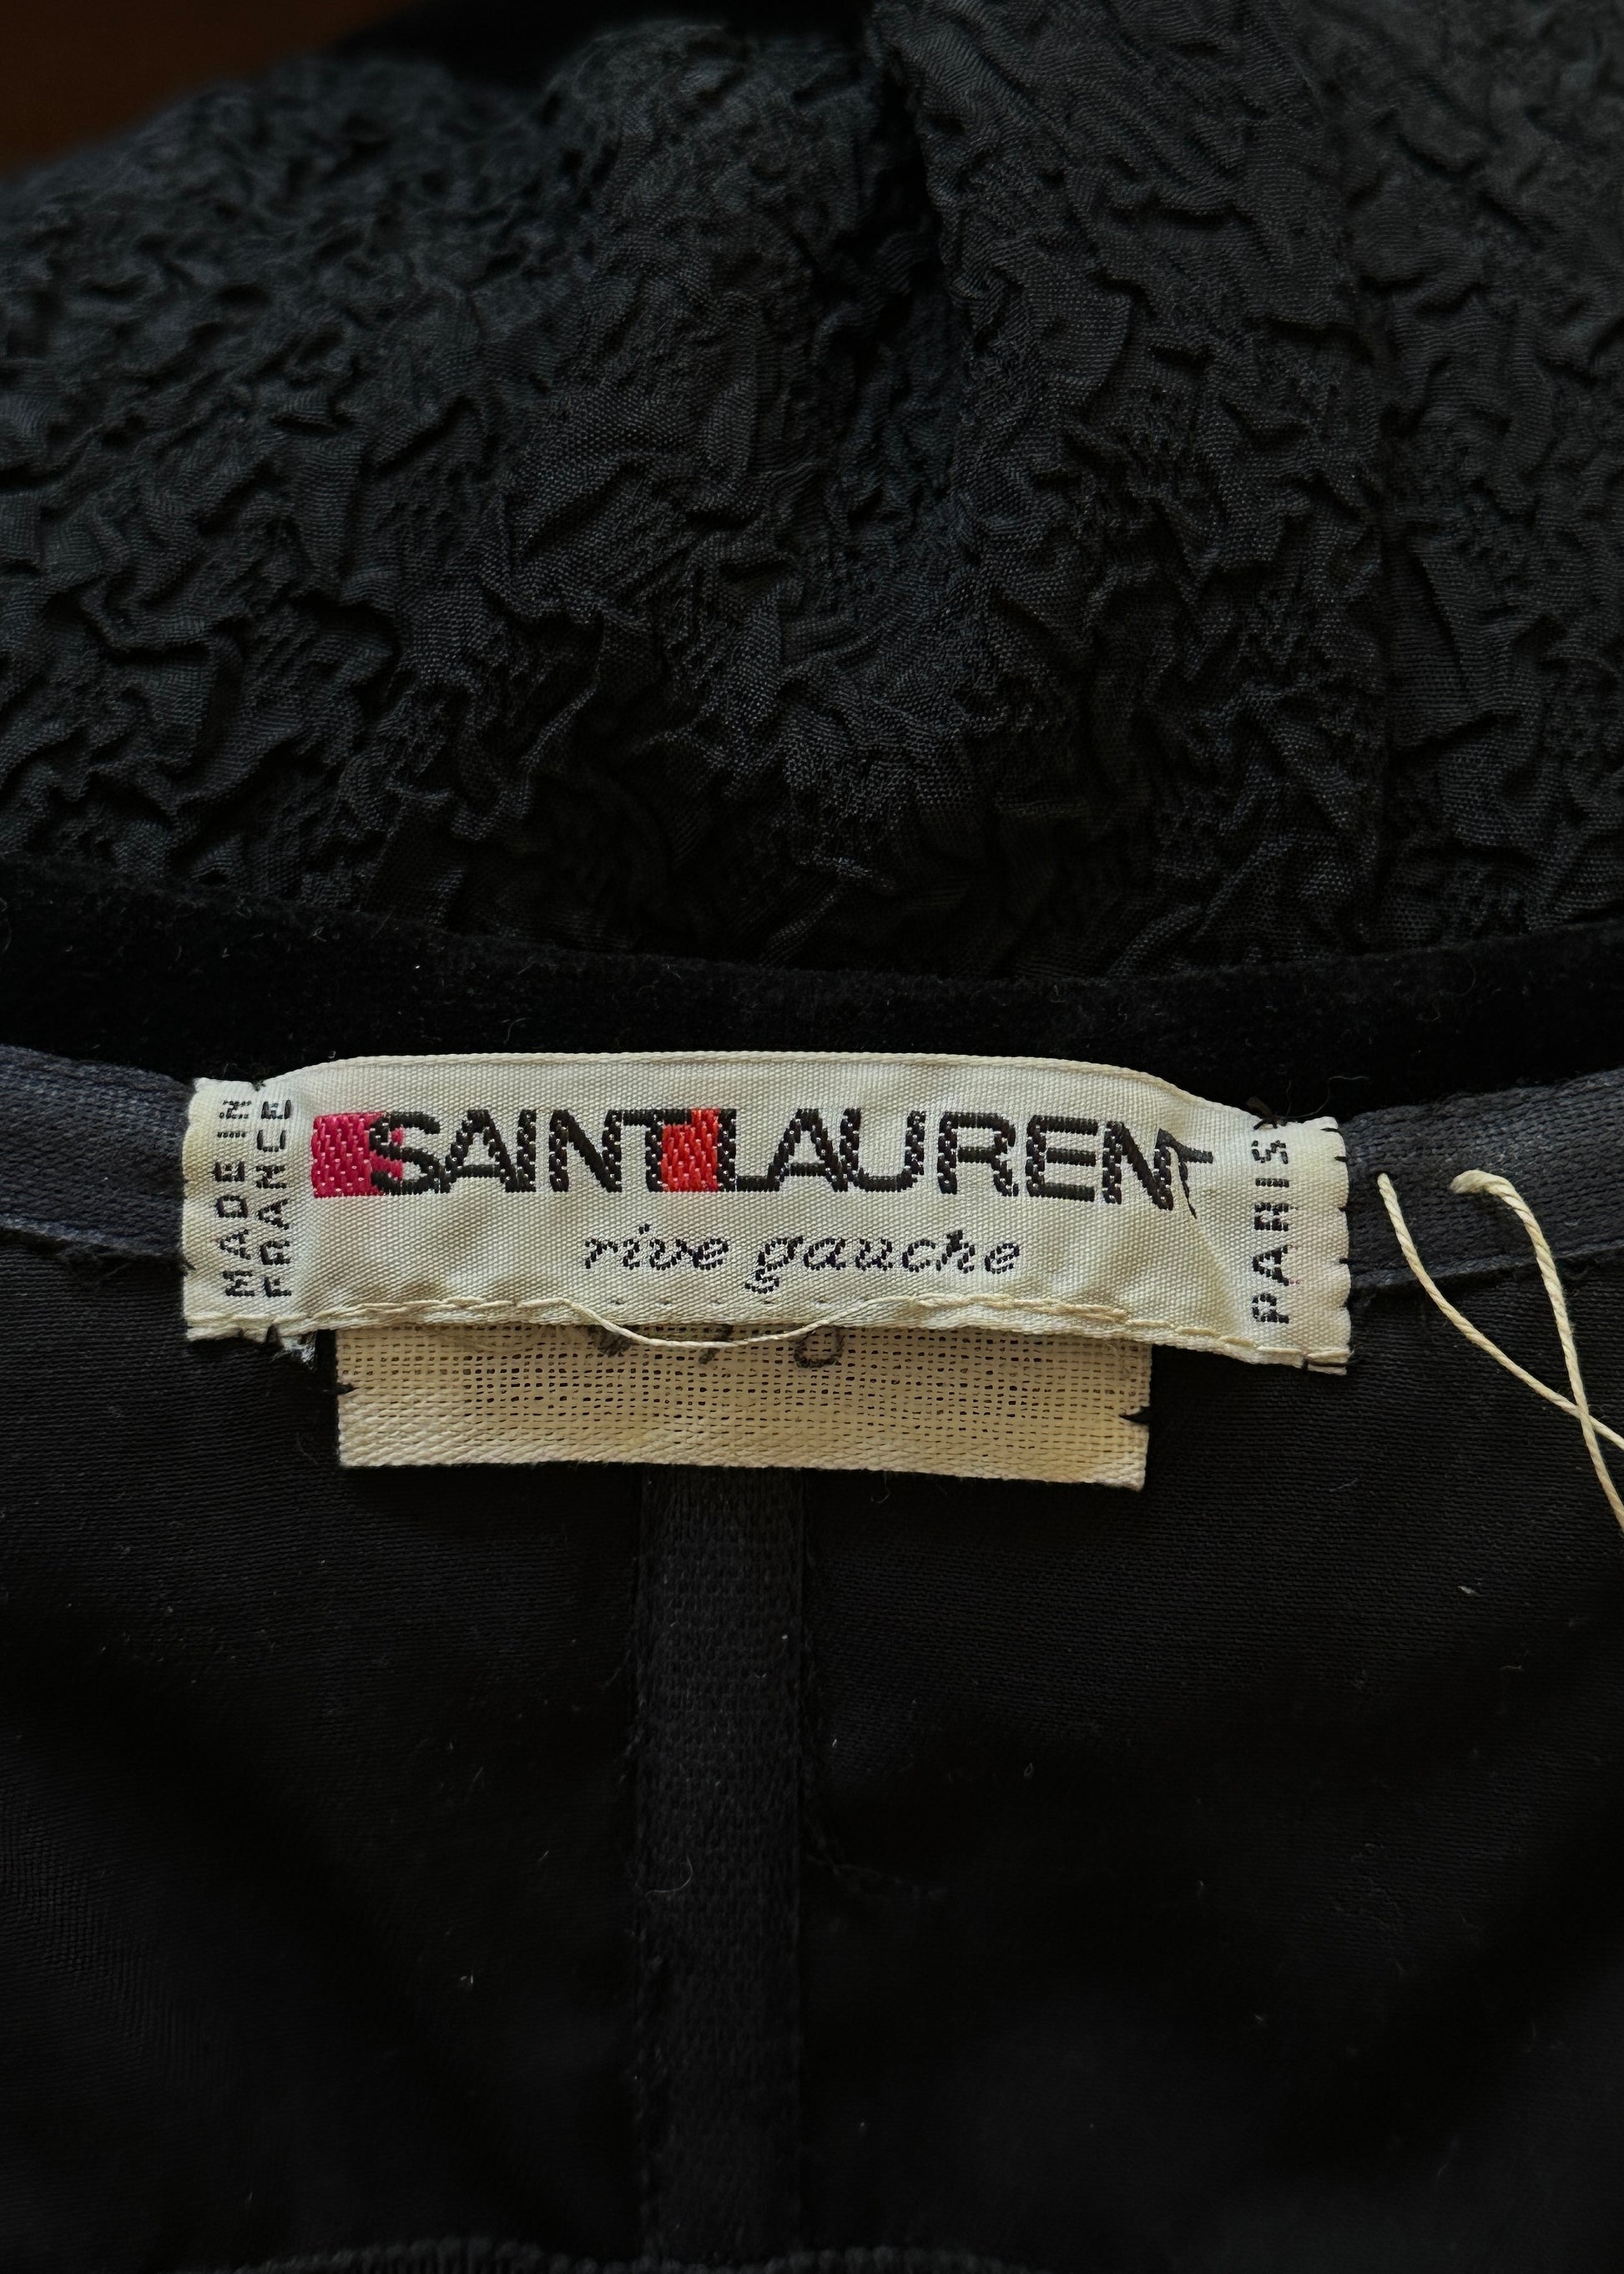 MADE IN
FRANCE
SAINT LAURENT
rive gauche
PARIS